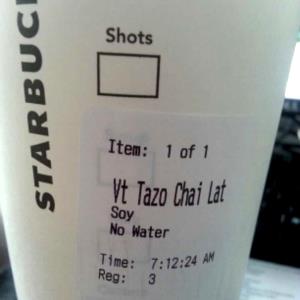 STARBUC
Shots
Item: 1 of 1
Vt Tazo Chai Lat
Soy
No Water
Time: 7:12:24 AM
Reg: 3